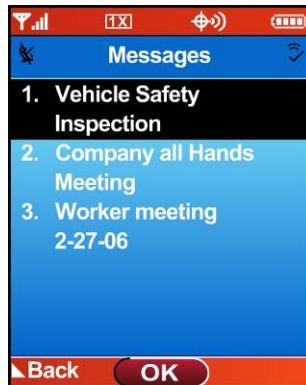 1X
Messages
1. Vehicle Safety
Inspection
2. Company all Hands
Meeting
3. Worker meeting
2-27-06
Back OK